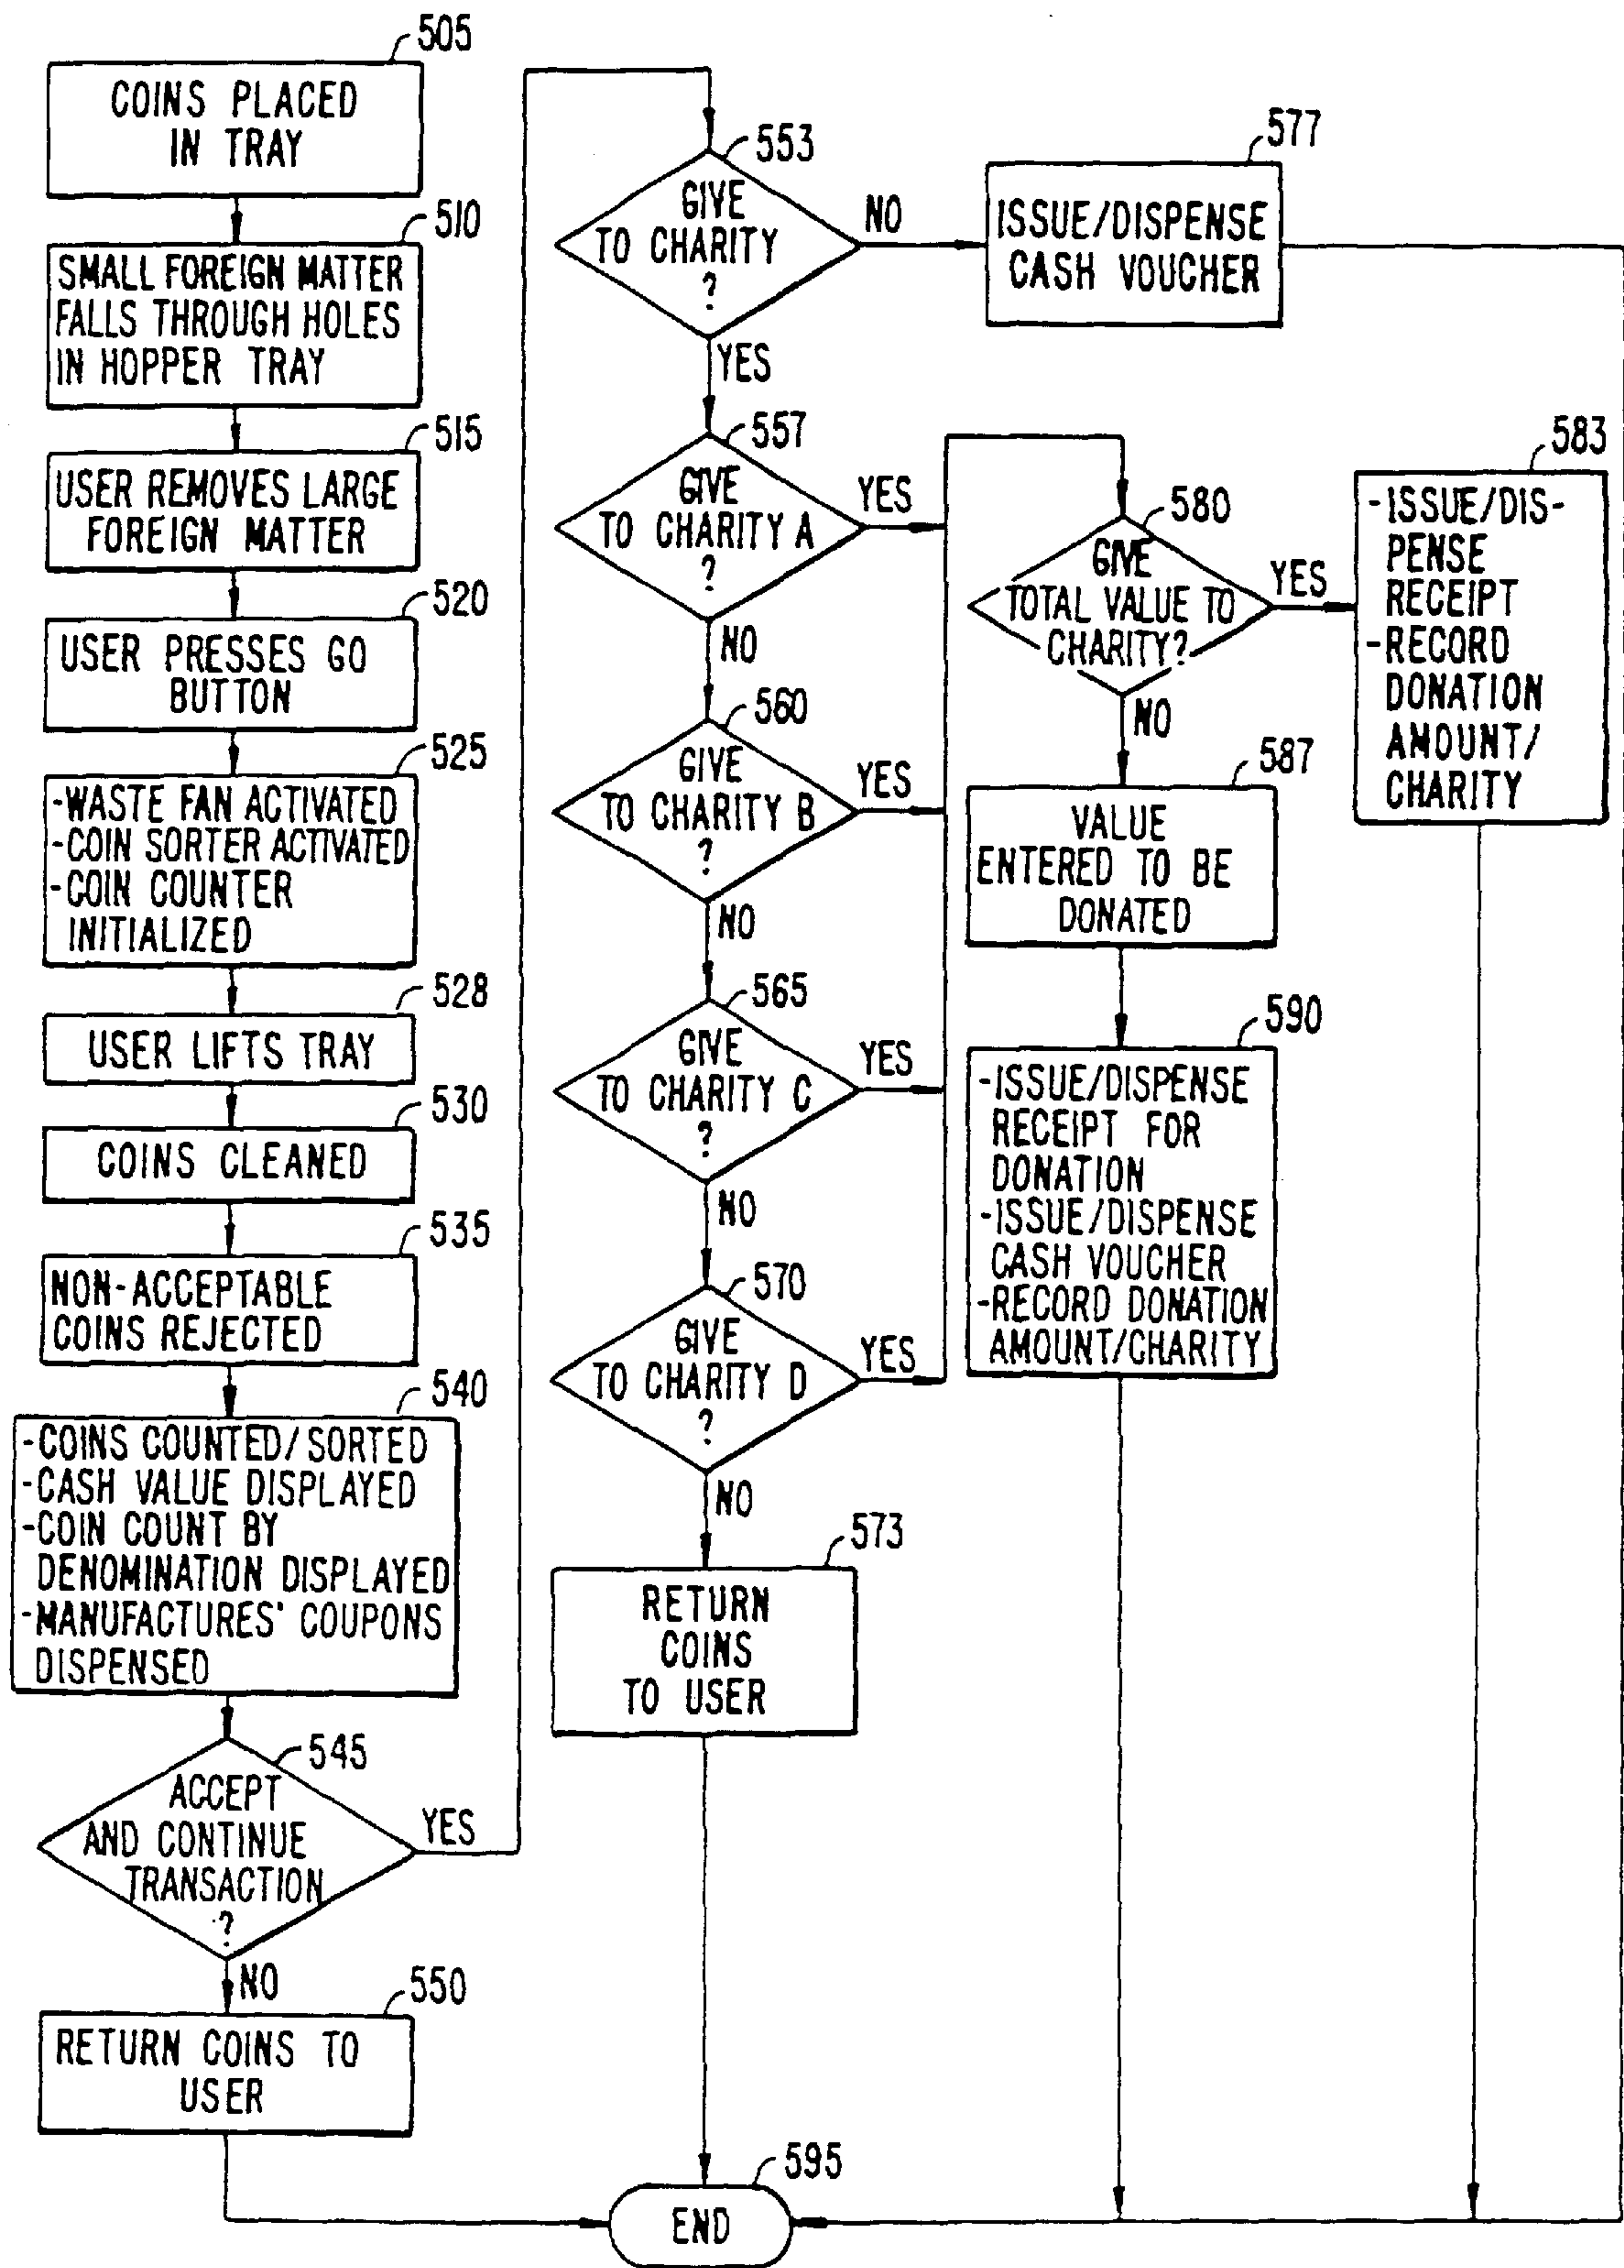 505
COINS PLACED
IN TRAY
510
SMALL FOREIGN MATTER
FALLS THROUGH HOLES
IN HOPPER TRAY
515
USER REMOVES LARGE
FOREIGN MATTER
520
USER PRESSES GO
BUTTON
525
-WASTE FAN ACTIVATED
-COIN SORTER ACTIVATED
-COIN COUNTER
INITIALIZED
528
USER LIFTS TRAY
530
COINS CLEANED
535
NON-ACCEPTABLE
COINS REJECTED
540
-COINS COUNTED/SORTED
-CASH VALUE DISPLAYED
-COIN COUNT BY
DENOMINATION DISPLAYED
-MANUFACTURES' COUPONS
DISPENSED
545
ACCEPT
AND CONTINUE
TRANSACTION
?
YES
NO
550
RETURN COINS TO
USER
553
GIVE
TO CHARITY
?
NO
YES
577
ISSUE/DISPENSE
CASH VOUCHER
557
GIVE
TO CHARITY A
?
YES
NO
560
GIVE
TO CHARITY B
?
YES
NO
565
GIVE
TO CHARITY C
?
YES
NO
570
GIVE
TO CHARITY D
?
YES
NO
573
RETURN
COINS
TO USER
580
GIVE
TOTAL VALUE TO
CHARITY?
YES
NO
583
-ISSUE/DIS-
PENSE
RECEIPT
-RECORD
DONATION
AMOUNT/
CHARITY
587
VALUE
ENTERED TO BE
DONATED
590
-ISSUE/DISPENSE
RECEIPT FOR
DONATION
-ISSUE/DISPENSE
CASH VOUCHER
-RECORD DONATION
AMOUNT/CHARITY
595
END